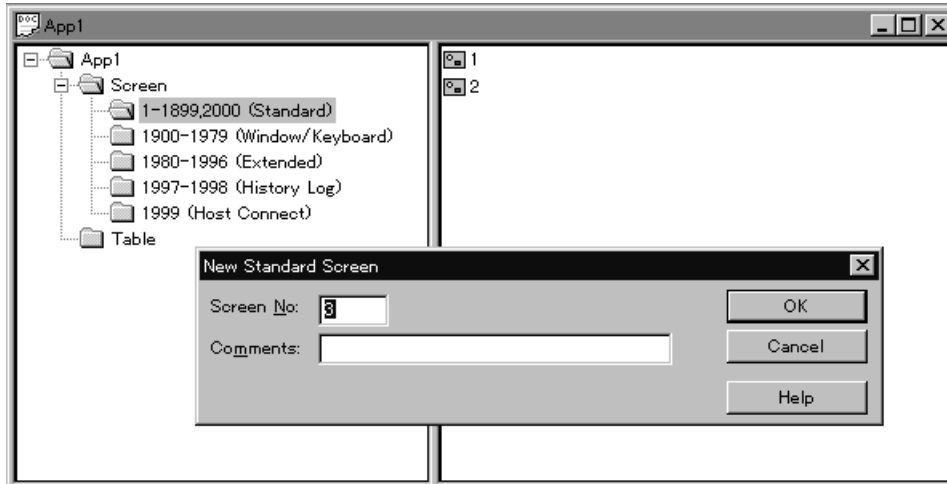 DOC
App1
App1
Screen
1-1899,2000 (Standard)
1900-1979 (Window/Keyboard)
1980-1996 (Extended)
1997-1998 (History Log)
1999 (Host Connect)
Table
1
2
New Standard Screen
Screen No: 3
Comments:
OK
Cancel
Help